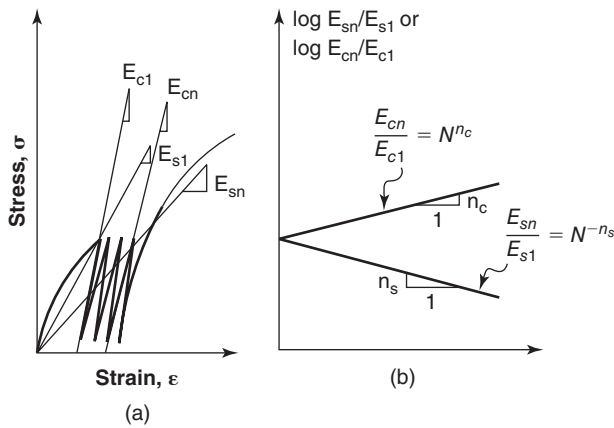 E_c1
E_cn
E_s1
E_sn
Stress, σ
Strain, ε
(a)
log E_sn/E_s1 or
log E_cn/E_c1
E_cn/E_c1 = N^n_c
n_c
1
E_sn/E_s1 = N^-n_s
n_s
1
(b)